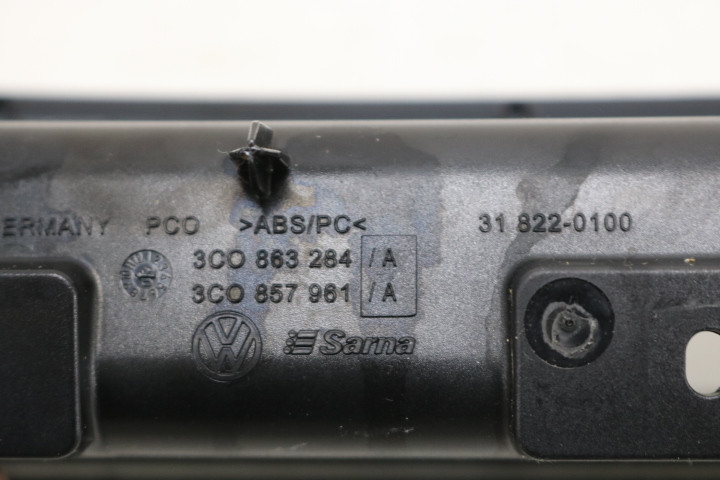 ERMANY PCO >ABS/PC< 31 822-0100
3C0 863 284 /A
3C0 857 961 /A
Sarna